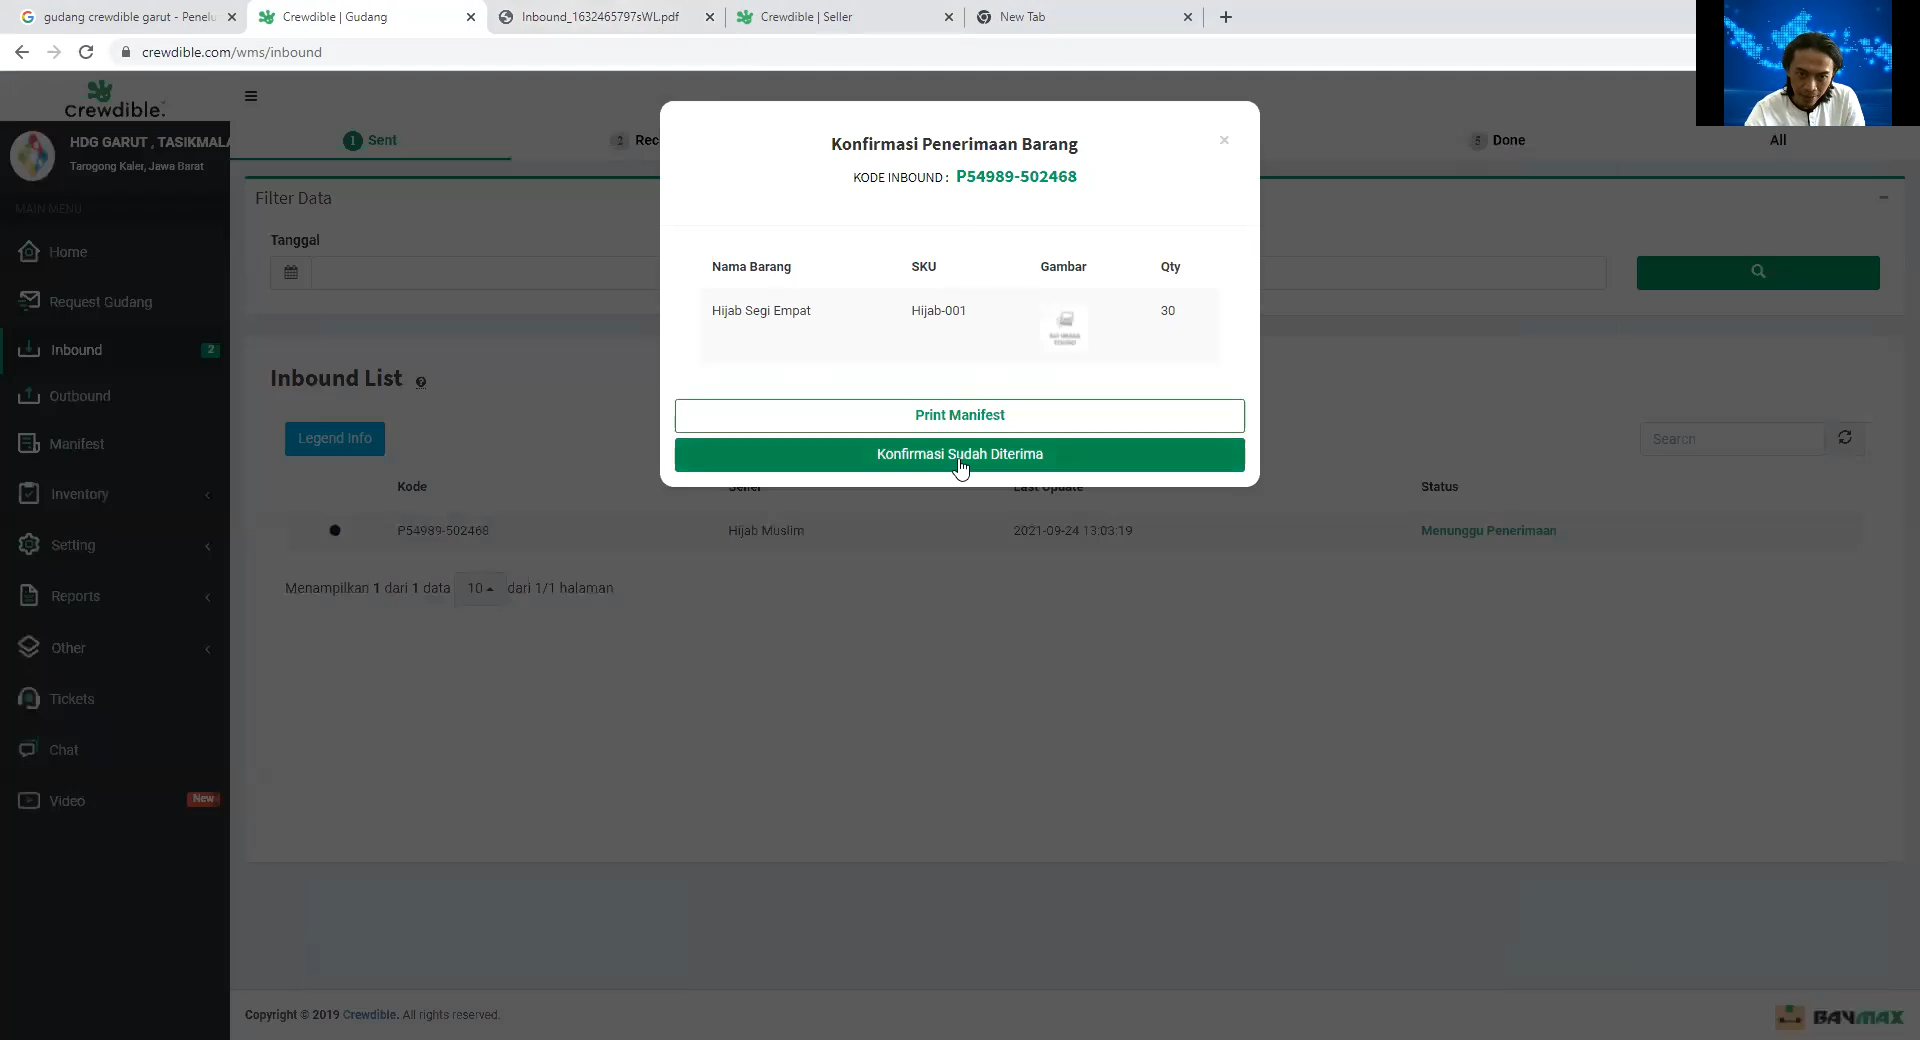 gudang crewdible garut - Penelu
Crewdible | Gudang
Inbound_1632465797sWL.pdf
Crewdible | Seller
New Tab
crewdible.com/wms/inbound
crewdible.
HDG GARUT , TASIKMALA
Tarogong Kaler, Jawa Barat
MAIN MENU
Home
Request Gudang
Inbound 2
Outbound
Manifest
Inventory
Setting
Reports
Other
Tickets
Chat
Video New
1 Sent
2 Rec
5 Done
All
Filter Data
Tanggal
Inbound List
Legend Info
Search
Kode Seller Last Update Status
P54989-502468 Hijab Muslim 2021-09-24 13:03:19 Menunggu Penerimaan
Menampilkan 1 dari 1 data 10 dari 1/1 halaman
Konfirmasi Penerimaan Barang
KODE INBOUND : P54989-502468
Nama Barang SKU Gambar Qty
Hijab Segi Empat Hijab-001 30
Print Manifest
Konfirmasi Sudah Diterima
Copyright © 2019 Crewdible. All rights reserved.
BAYMAX